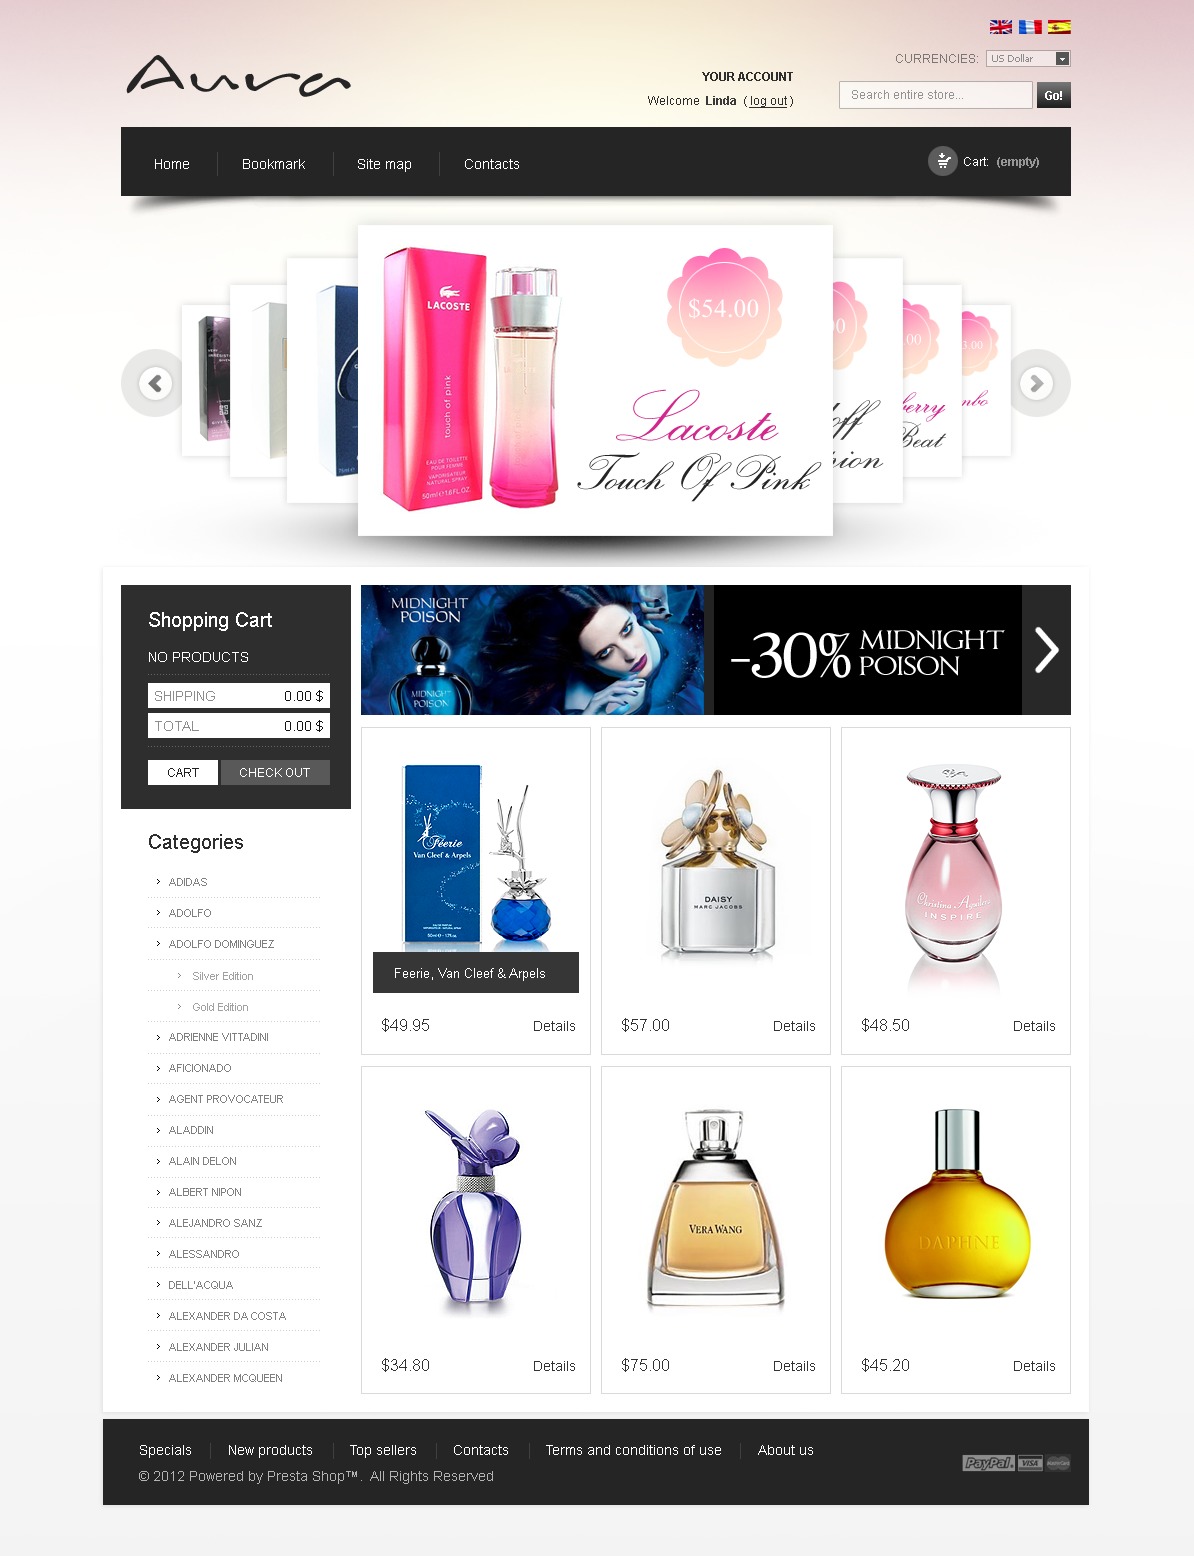 Aura
CURRENCIES: US Dollar
YOUR ACCOUNT
Welcome Linda ( log out )
Search entire store...
Go!
Home
Bookmark
Site map
Contacts
Cart: (empty)
LACOSTE
touch of pink
EAU DE TOILETTE
POUR FEMME
VAPORISATEUR
NATURAL SPRAY
50ml e 1.6FL.OZ.
$54.00
Lacoste
Touch Of Pink
Beat
Shopping Cart
NO PRODUCTS
SHIPPING 0.00 $
TOTAL 0.00 $
CART
CHECK OUT
MIDNIGHT
POISON
MIDNIGHT
POISON
-30% MIDNIGHT
POISON
Categories
ADIDAS
ADOLFO
ADOLFO DOMINGUEZ
Silver Edition
Gold Edition
ADRIENNE VITTADINI
AFICIONADO
AGENT PROVOCATEUR
ALADDIN
ALAIN DELON
ALBERT NIPON
ALEJANDRO SANZ
ALESSANDRO
DELL'ACQUA
ALEXANDER DA COSTA
ALEXANDER JULIAN
ALEXANDER MCQUEEN
Féerie
Van Cleef & Arpels
Feerie, Van Cleef & Arpels
$49.95 Details
DAISY
MARC JACOBS
$57.00 Details
Christina Aguilera
INSPIRE
$48.50 Details
$34.80 Details
VERA WANG
$75.00 Details
DAPHNE
$45.20 Details
Specials
New products
Top sellers
Contacts
Terms and conditions of use
About us
© 2012 Powered by Presta Shop™. All Rights Reserved
PayPal
VISA